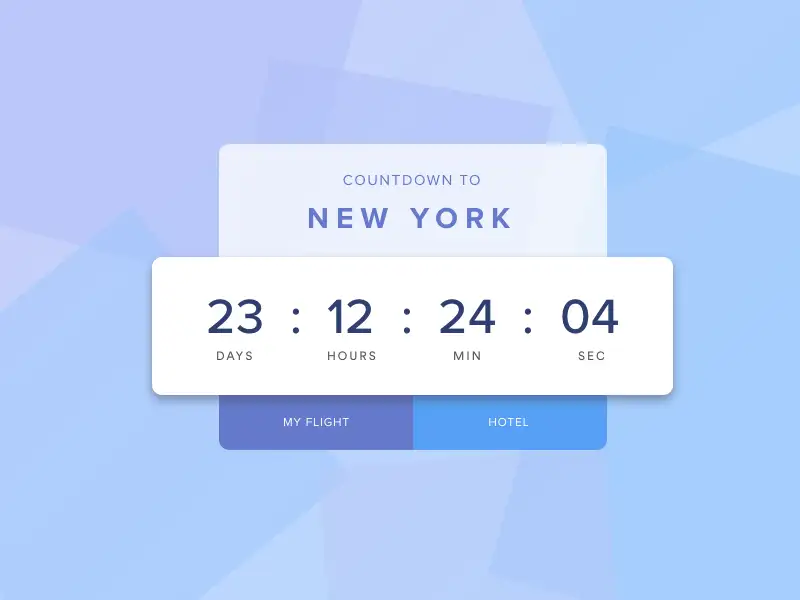 COUNTDOWN TO
NEW YORK
23 : 12 : 24 : 04
DAYS HOURS MIN SEC
MY FLIGHT HOTEL